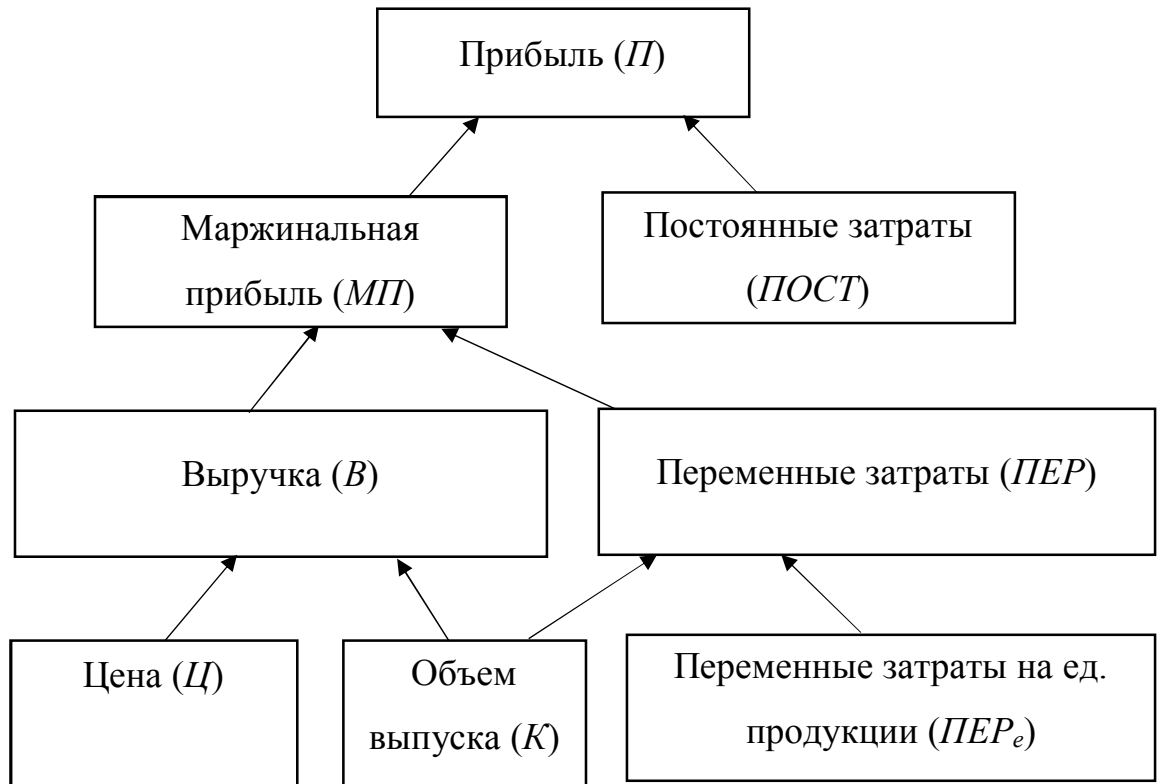 Прибыль (П)
Маржинальная
прибыль (МП)
Постоянные затраты
(ПОСТ)
Выручка (В)
Переменные затраты (ПЕР)
Цена (Ц)
Объем
выпуска (К)
Переменные затраты на ед.
продукции (ПЕРе)